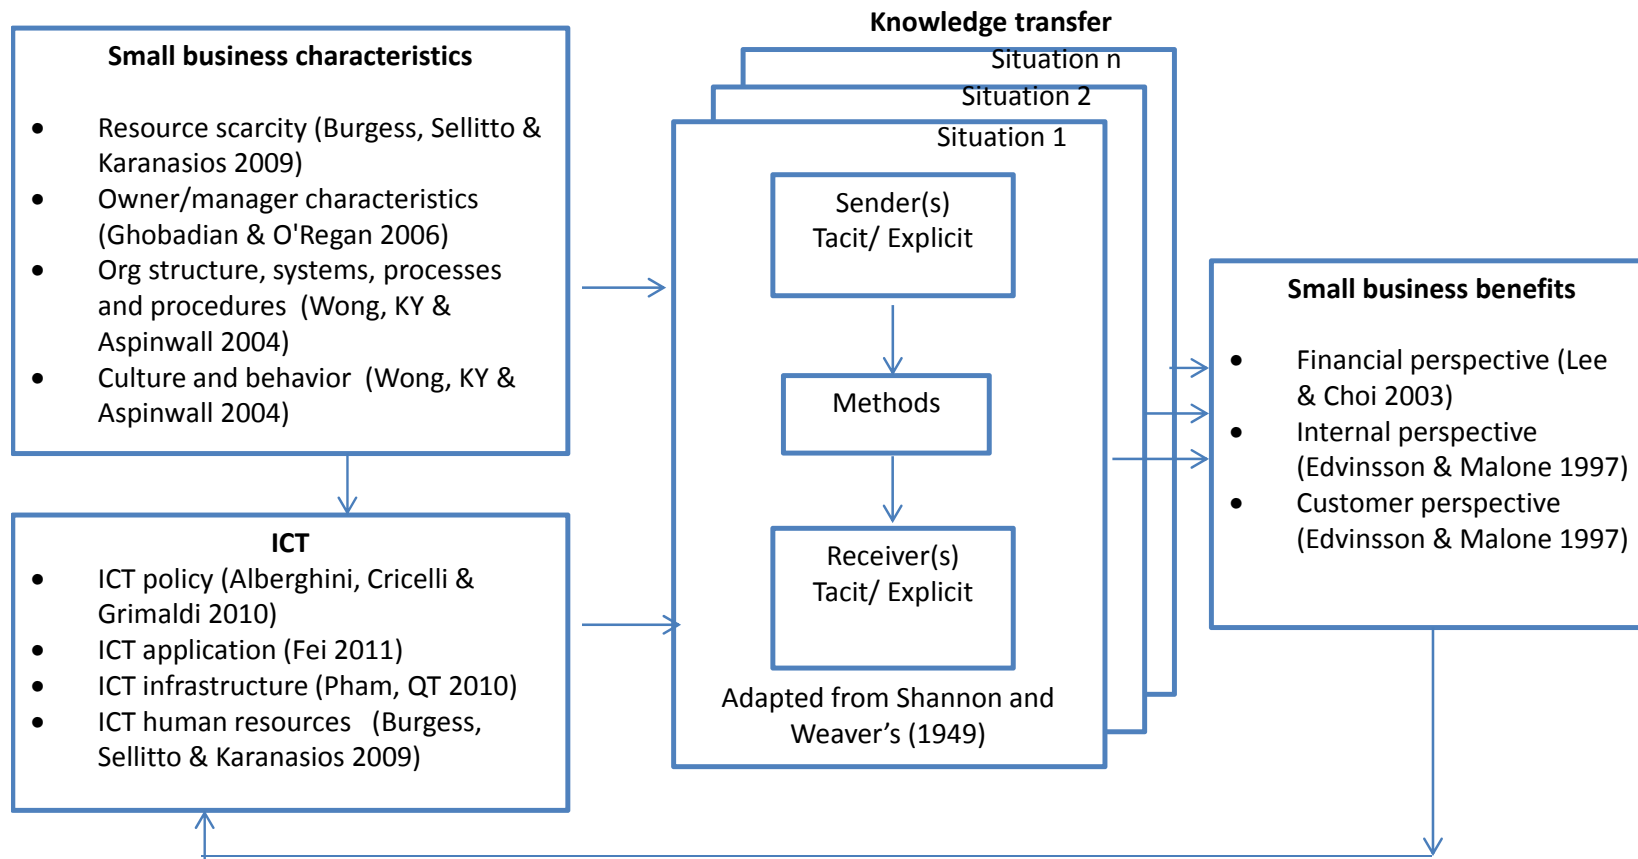 Small business characteristics
• Resource scarcity (Burgess, Sellitto &
Karanasios 2009)
• Owner/manager characteristics
(Ghobadian & O'Regan 2006)
• Org structure, systems, processes
and procedures (Wong, KY &
Aspinwall 2004)
• Culture and behavior (Wong, KY &
Aspinwall 2004)
ICT
• ICT policy (Alberghini, Cricelli &
Grimaldi 2010)
• ICT application (Fei 2011)
• ICT infrastructure (Pham, QT 2010)
• ICT human resources (Burgess,
Sellitto & Karanasios 2009)
Knowledge transfer
Situation n
Situation 2
Situation 1
Sender(s)
Tacit/ Explicit
Methods
Receiver(s)
Tacit/ Explicit
Adapted from Shannon and
Weaver’s (1949)
Small business benefits
• Financial perspective (Lee
& Choi 2003)
• Internal perspective
(Edvinsson & Malone 1997)
• Customer perspective
(Edvinsson & Malone 1997)